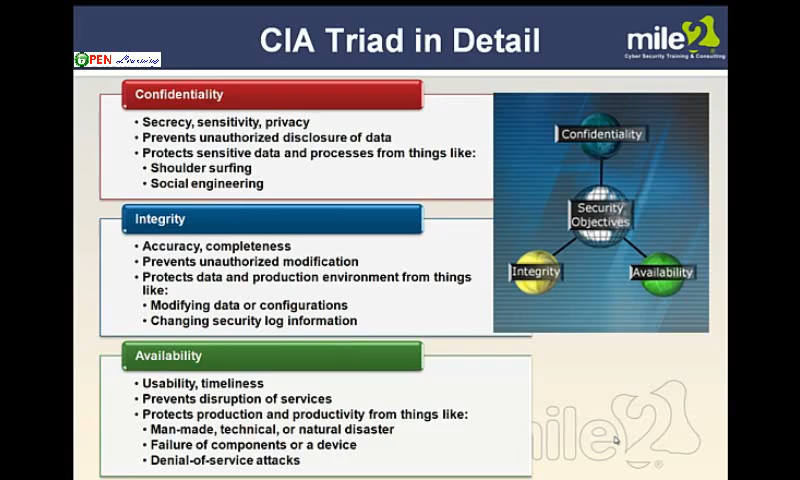 CIA Triad in Detail
mile2
Cyber Security Training & Consulting
OPEN Learning
Confidentiality
• Secrecy, sensitivity, privacy
• Prevents unauthorized disclosure of data
• Protects sensitive data and processes from things like:
• Shoulder surfing
• Social engineering
Integrity
• Accuracy, completeness
• Prevents unauthorized modification
• Protects data and production environment from things
like:
• Modifying data or configurations
• Changing security log information
Availability
• Usability, timeliness
• Prevents disruption of services
• Protects production and productivity from things like:
• Man-made, technical, or natural disaster
• Failure of components or a device
• Denial-of-service attacks
Confidentiality
Security
Objectives
Integrity
Availability
mile2
®